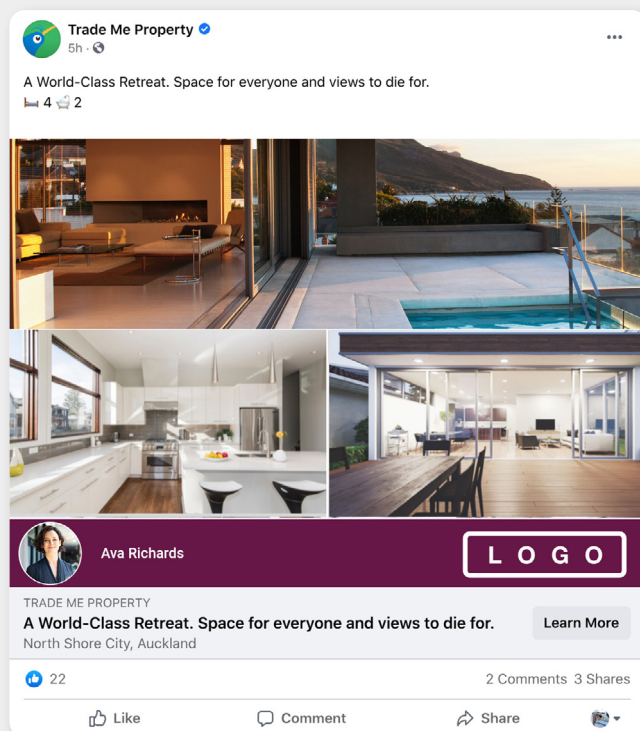 Trade Me Property
5h ·
A World-Class Retreat. Space for everyone and views to die for.
4 2
Ava Richards
LOGO
TRADE ME PROPERTY
A World-Class Retreat. Space for everyone and views to die for.
Learn More
North Shore City, Auckland
22
2 Comments 3 Shares
Like
Comment
Share